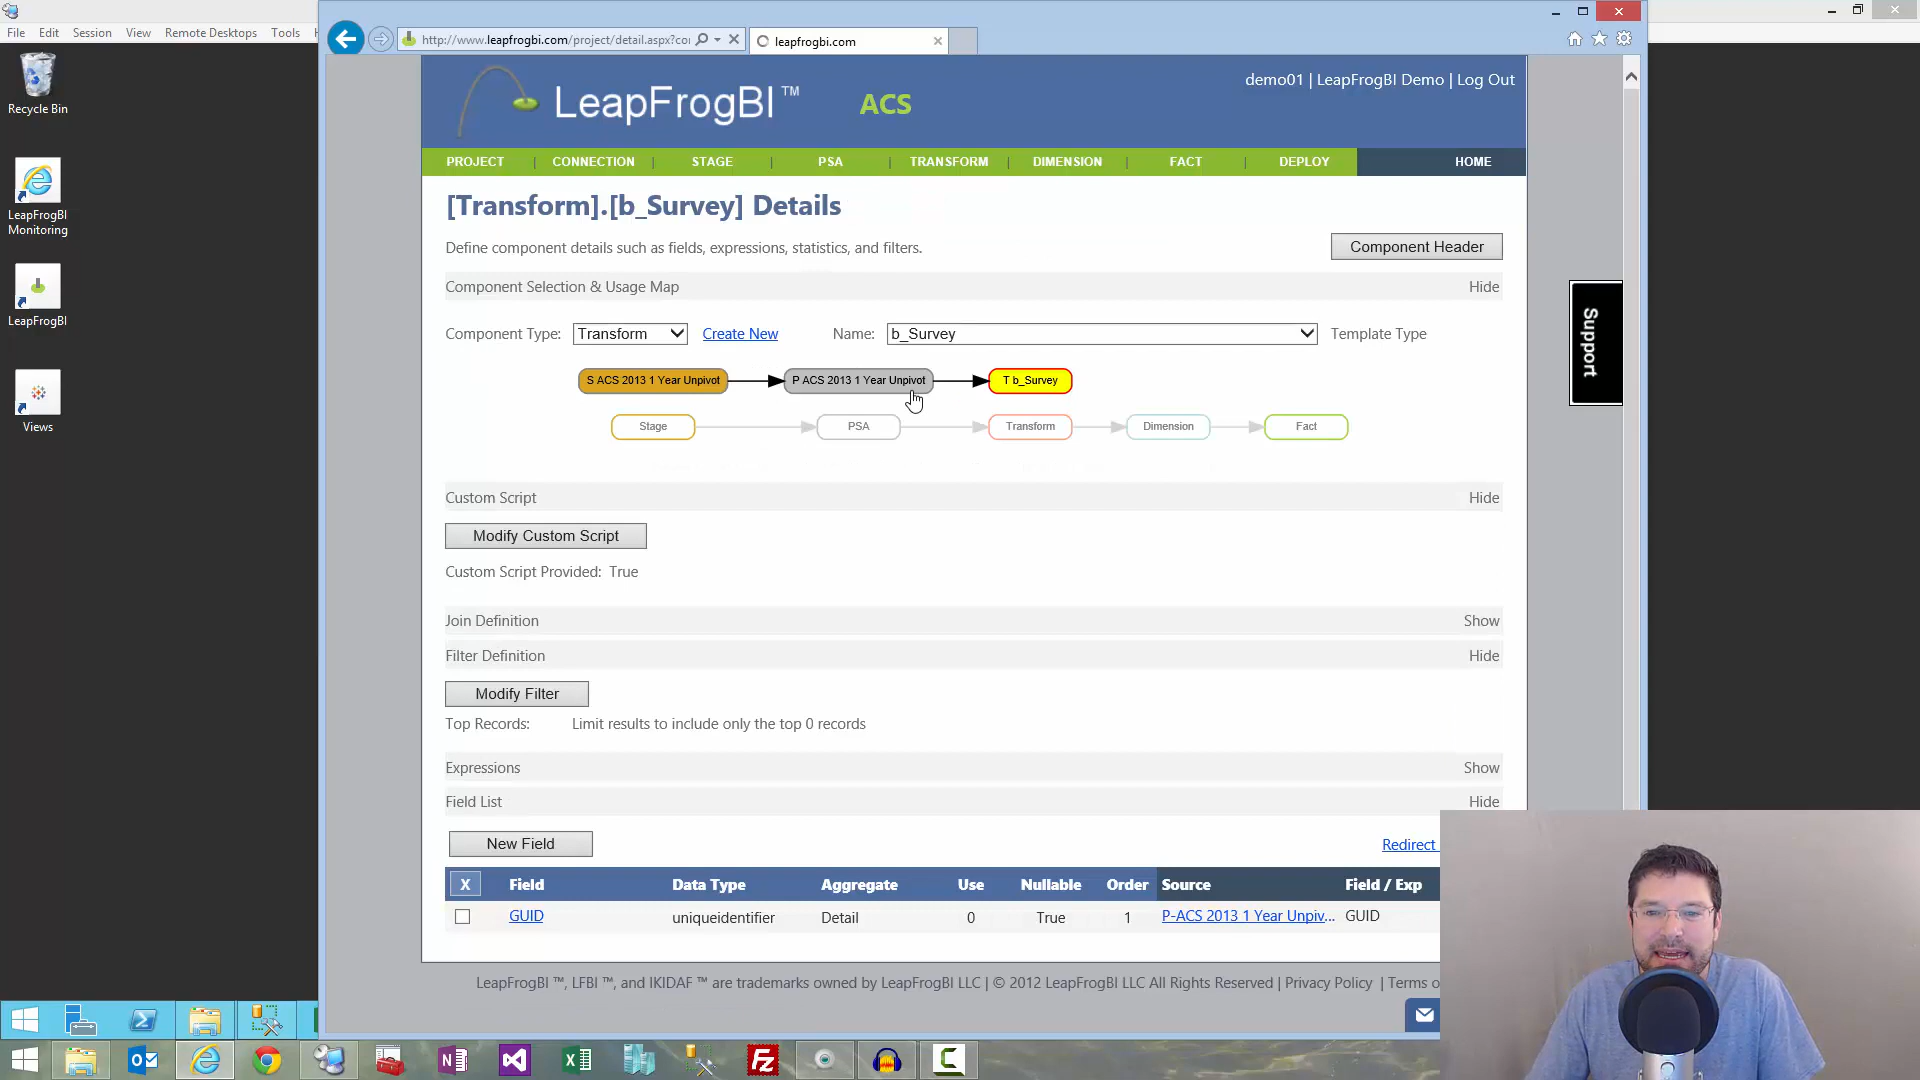 File Edit Session View Remote Desktops Tools
http://www.leapfrogbi.com/project/detail.aspx?coi
leapfrogbi.com
Recycle Bin
LeapFrogBI Monitoring
LeapFrogBI
Views
LeapFrogBI™ ACS
demo01 | LeapFrogBI Demo | Log Out
PROJECT | CONNECTION | STAGE | PSA | TRANSFORM | DIMENSION | FACT | DEPLOY HOME
[Transform].[b_Survey] Details
Define component details such as fields, expressions, statistics, and filters.
Component Header
Component Selection & Usage Map Hide
Component Type: Transform Create New Name: b_Survey Template Type
S ACS 2013 1 Year Unpivot P ACS 2013 1 Year Unpivot T b_Survey
Stage PSA Transform Dimension Fact
Support
Custom Script Hide
Modify Custom Script
Custom Script Provided: True
Join Definition Show
Filter Definition Hide
Modify Filter
Top Records: Limit results to include only the top 0 records
Expressions Show
Field List Hide
New Field Redirect
X Field Data Type Aggregate Use Nullable Order Source Field / Exp
GUID uniqueidentifier Detail 0 True 1 P-ACS 2013 1 Year Unpiv... GUID
LeapFrogBI ™, LFBI ™, and IKIDAF ™ are trademarks owned by LeapFrogBI LLC | © 2012 LeapFrogBI LLC All Rights Reserved | Privacy Policy | Terms o